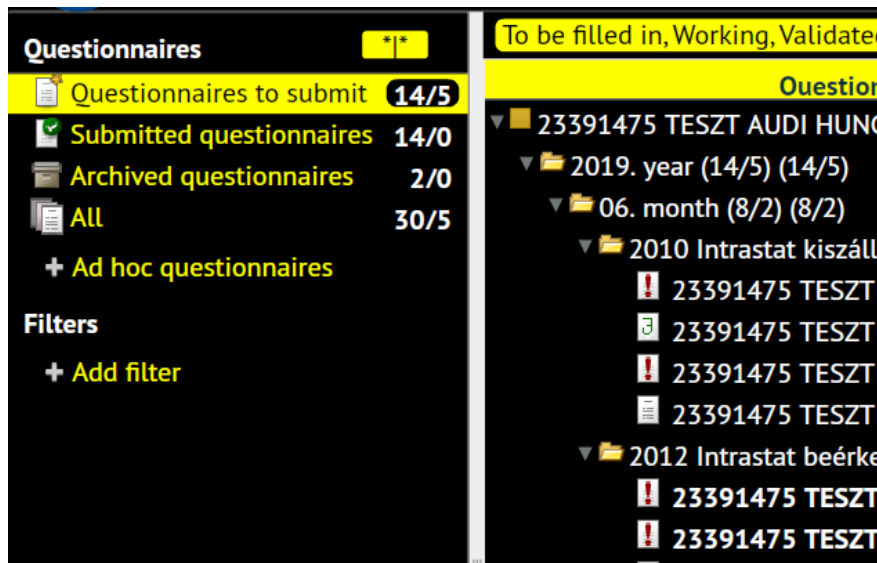 Questionnaires
*|*
Questionnaires to submit 14/5
Submitted questionnaires 14/0
Archived questionnaires 2/0
All 30/5
+ Ad hoc questionnaires
Filters
+ Add filter
To be filled in, Working, Validated
Question
23391475 TESZT AUDI HUNG
2019. year (14/5) (14/5)
06. month (8/2) (8/2)
2010 Intrastat kiszáll
23391475 TESZT
23391475 TESZT
23391475 TESZT
23391475 TESZT
2012 Intrastat beérke
23391475 TESZT
23391475 TESZT